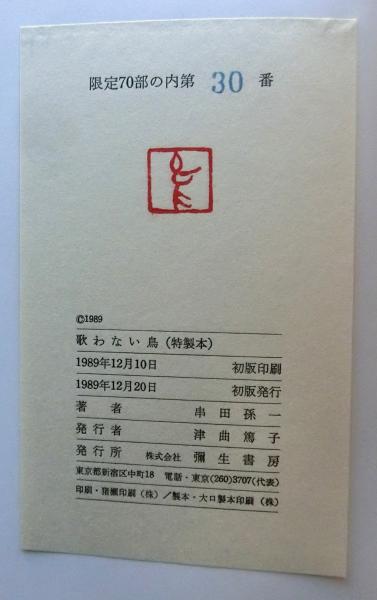 限定70部の内第 30 番
©1989
歌わない鳥（特製本）
1989年12月10日 初版印刷
1989年12月20日 初版発行
著者 串田孫一
発行者 津曲篤子
発行所 株式会社 彌生書房
東京都新宿区中町18 電話・東京(260)3707(代表)
印刷・猪瀬印刷（株）／製本・大口製本印刷（株）